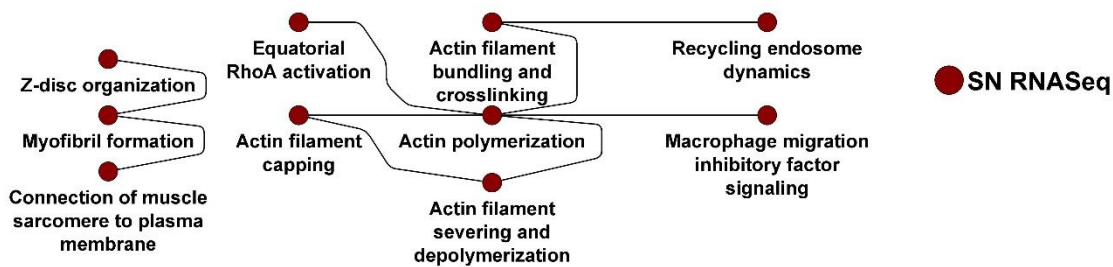 Z-disc organization
Myofibril formation
Connection of muscle
sarcomere to plasma
membrane
Equatorial
RhoA activation
Actin filament
capping
Actin filament
bundling and
crosslinking
Actin polymerization
Actin filament
severing and
depolymerization
Recycling endosome
dynamics
Macrophage migration
inhibitory factor
signaling
SN RNASeq